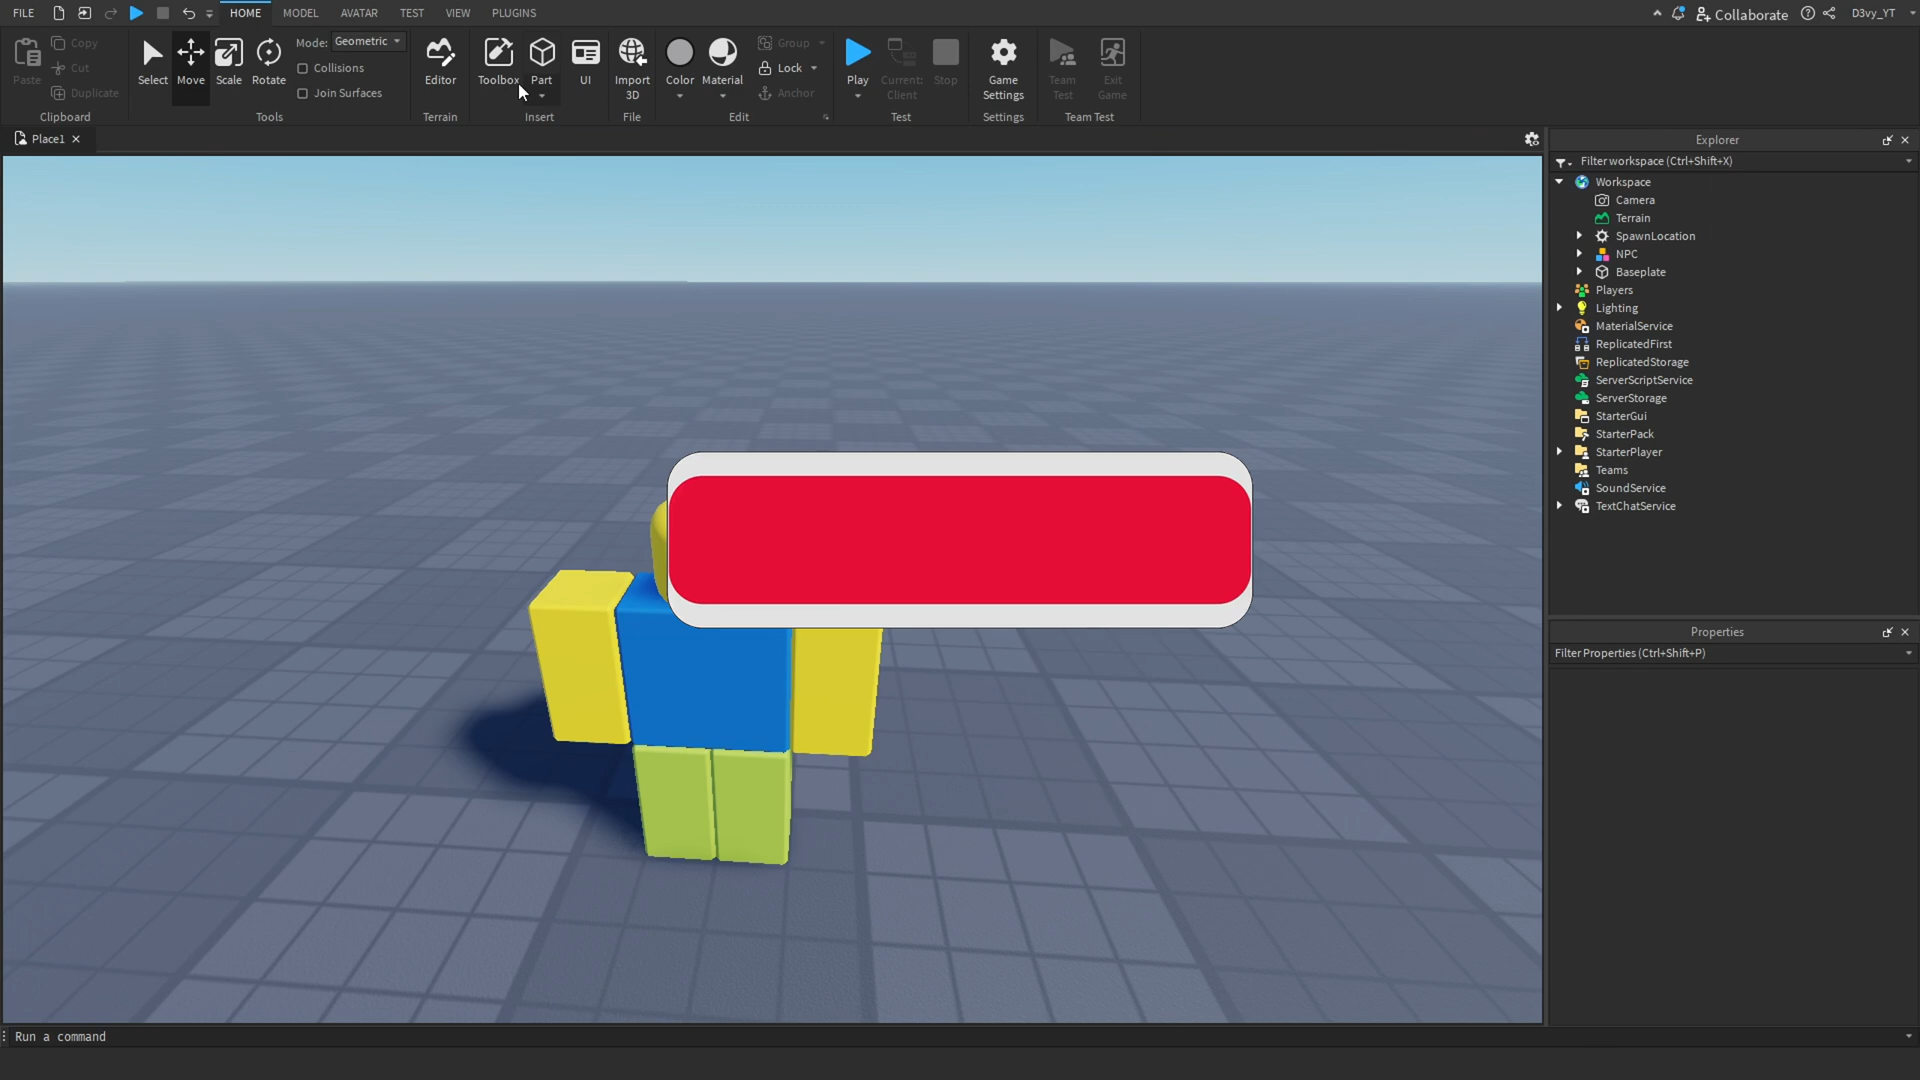 FILE HOME MODEL AVATAR TEST VIEW PLUGINS Collaborate D3vy_YT
Paste Copy Cut Duplicate
Clipboard
Select Move Scale Rotate
Mode: Geometric
Collisions
Join Surfaces
Tools
Editor
Terrain
Toolbox Part UI
Insert
Import
3D
File
Color Material
Group
Lock
Anchor
Edit
Play
Current:
Client
Stop
Test
Game
Settings
Settings
Team
Test
Exit
Game
Team Test
Place1
Explorer
Filter workspace (Ctrl+Shift+X)
Workspace
Camera
Terrain
SpawnLocation
NPC
Baseplate
Players
Lighting
MaterialService
ReplicatedFirst
ReplicatedStorage
ServerScriptService
ServerStorage
StarterGui
StarterPack
StarterPlayer
Teams
SoundService
TextChatService
Properties
Filter Properties (Ctrl+Shift+P)
Run a command